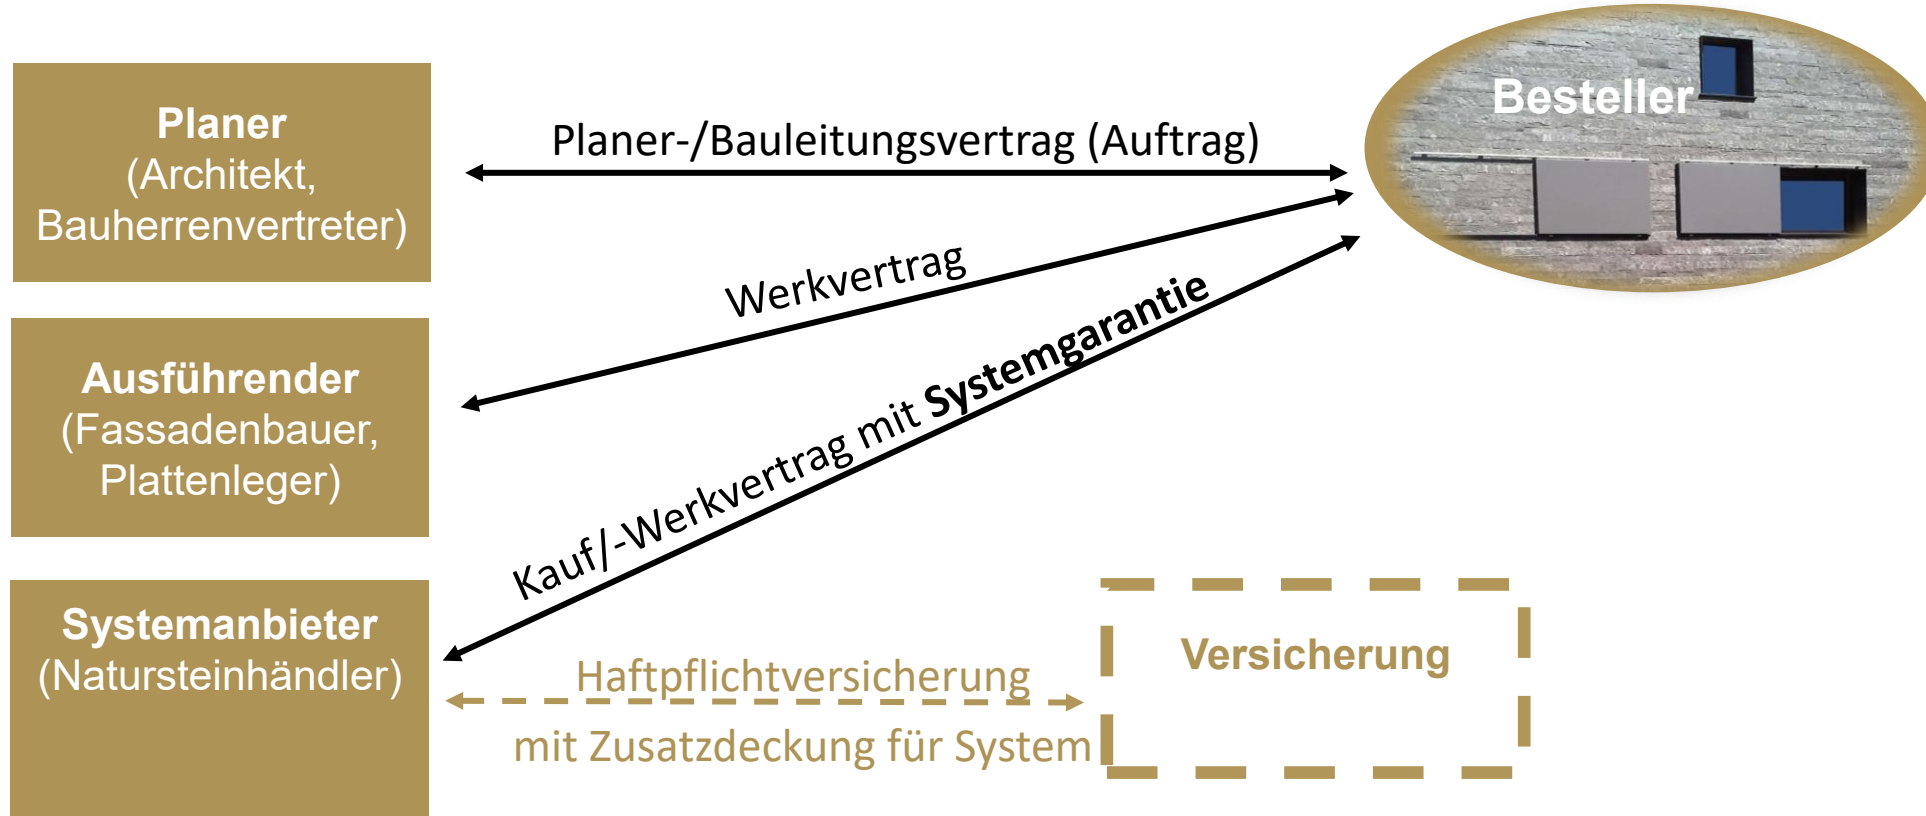 Planer
(Architekt,
Bauherrenvertreter)
Planer-/Bauleitungsvertrag (Auftrag)
Besteller
Werkvertrag
Ausführender
(Fassadenbauer,
Plattenleger)
Kauf/-Werkvertrag mit Systemgarantie
Systemanbieter
(Natursteinhändler)
Haftpflichtversicherung
mit Zusatzdeckung für System
Versicherung